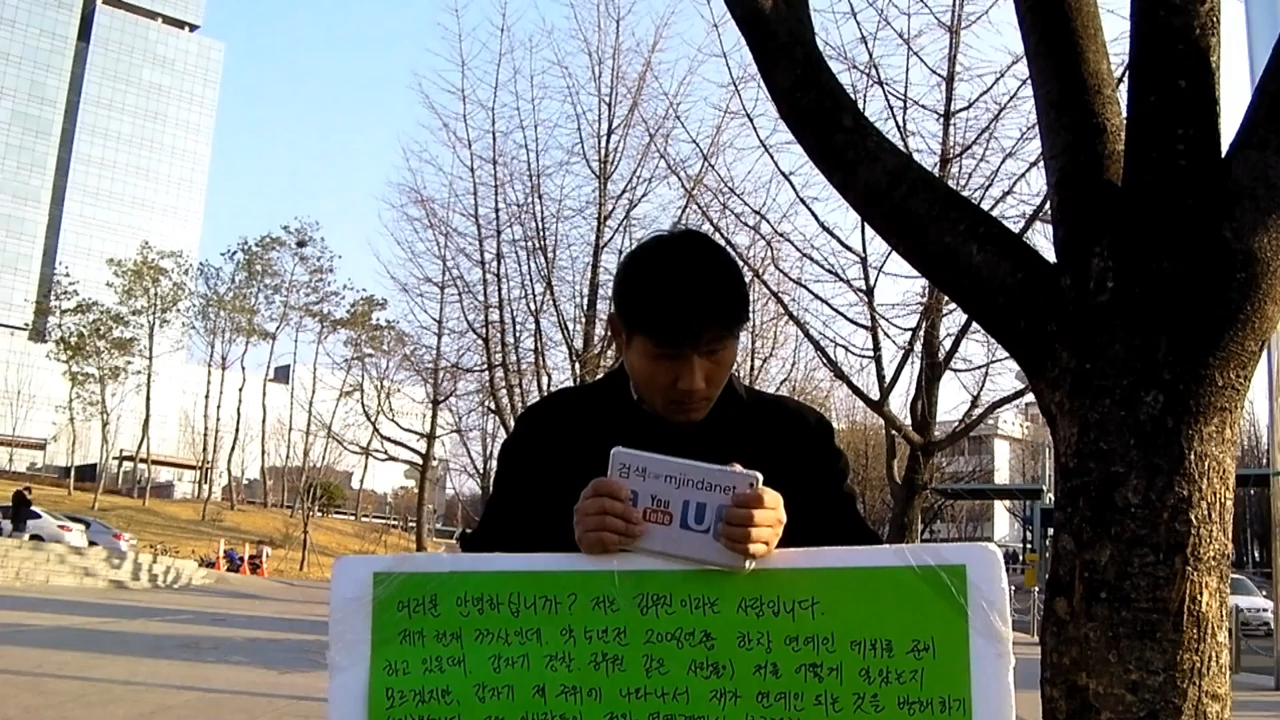 검색 mjindanet
You
Tube
여러분 안녕하십니까? 저는 김우진이라는 사람입니다.
제가 현재 33살인데. 약 5년전 2008년쯤 한창 연예인 데뷔를 준비
하고 있을때. 갑자기 경찰. 공무원 같은 사람들이 저를 어떻게 알았는지
모르겠지만, 갑자기 제 주위에 나타나서 제가 연예인 되는 것을 방해하기